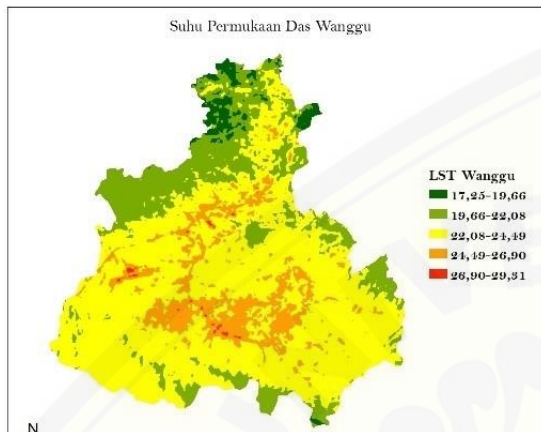 Suhu Permukaan Das Wanggu
LST Wanggu
17,25-19,66
19,66-22,08
22,08-24,49
24,49-26,90
26,90-29,31
N